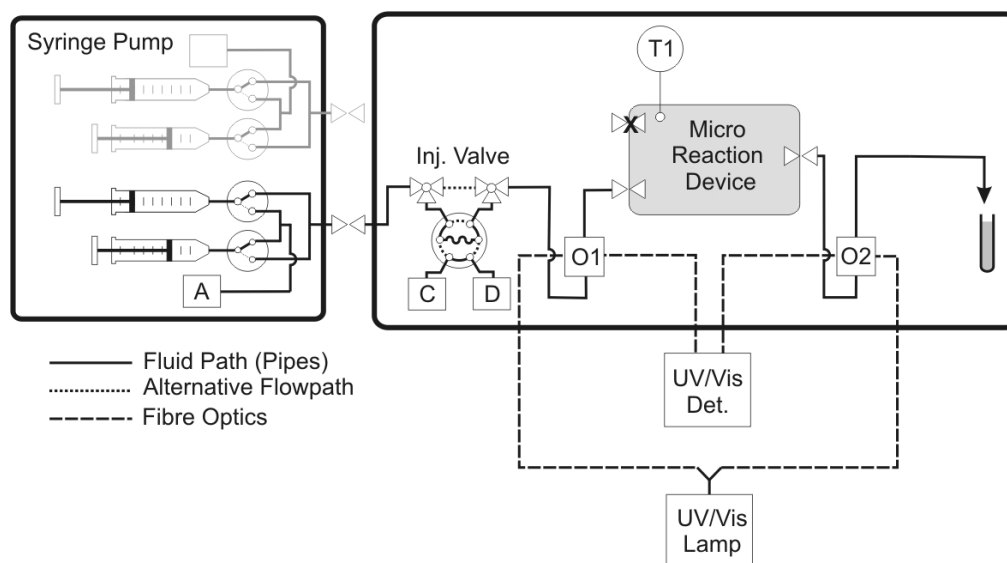 Syringe Pump
T1
Micro
Reaction
Device
Inj. Valve
O1
O2
A
C
D
Fluid Path (Pipes)
Alternative Flowpath
Fibre Optics
UV/Vis
Det.
UV/Vis
Lamp